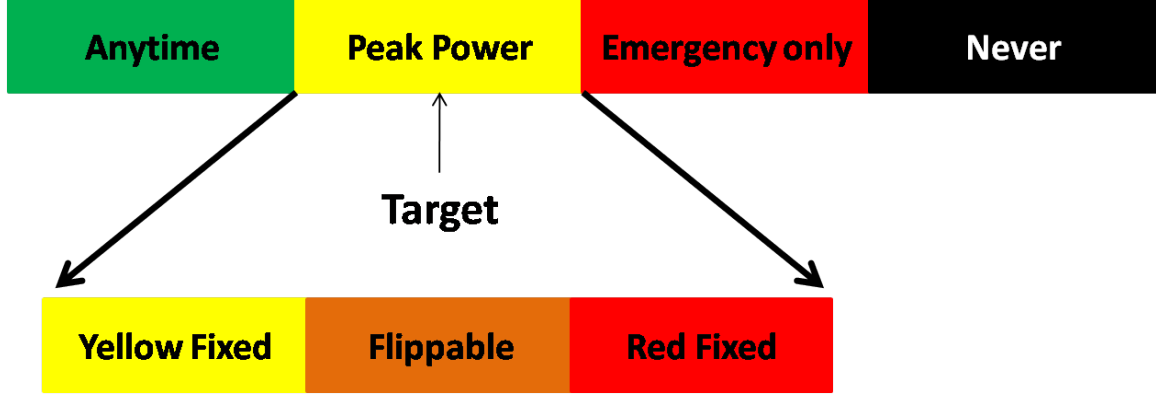 Anytime Peak Power Emergency only Never
Target
Yellow Fixed Flippable Red Fixed